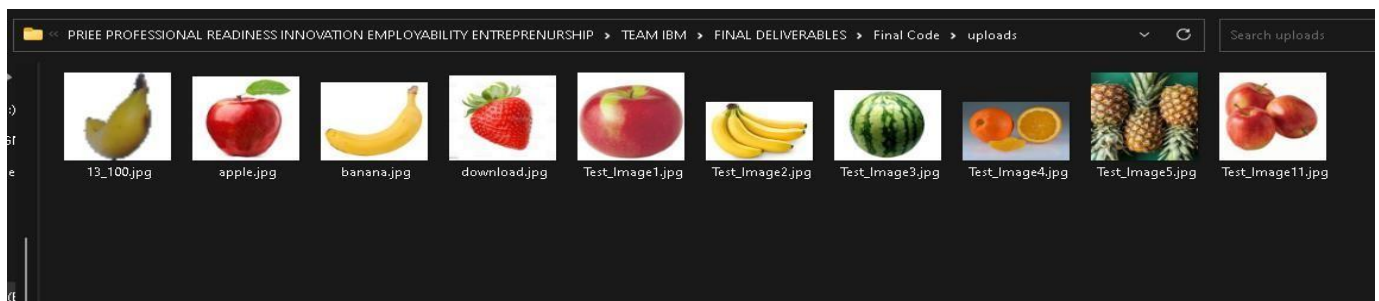 « PRIEE PROFESSIONAL READINESS INNOVATION EMPLOYABILITY ENTREPRENURSHIP > TEAM IBM > FINAL DELIVERABLES > Final Code > uploads
Search uploads
13_100.jpg apple.jpg banana.jpg download.jpg Test_Image1.jpg Test_Image2.jpg Test_Image3.jpg Test_Image4.jpg Test_Image5.jpg Test_Image11.jpg